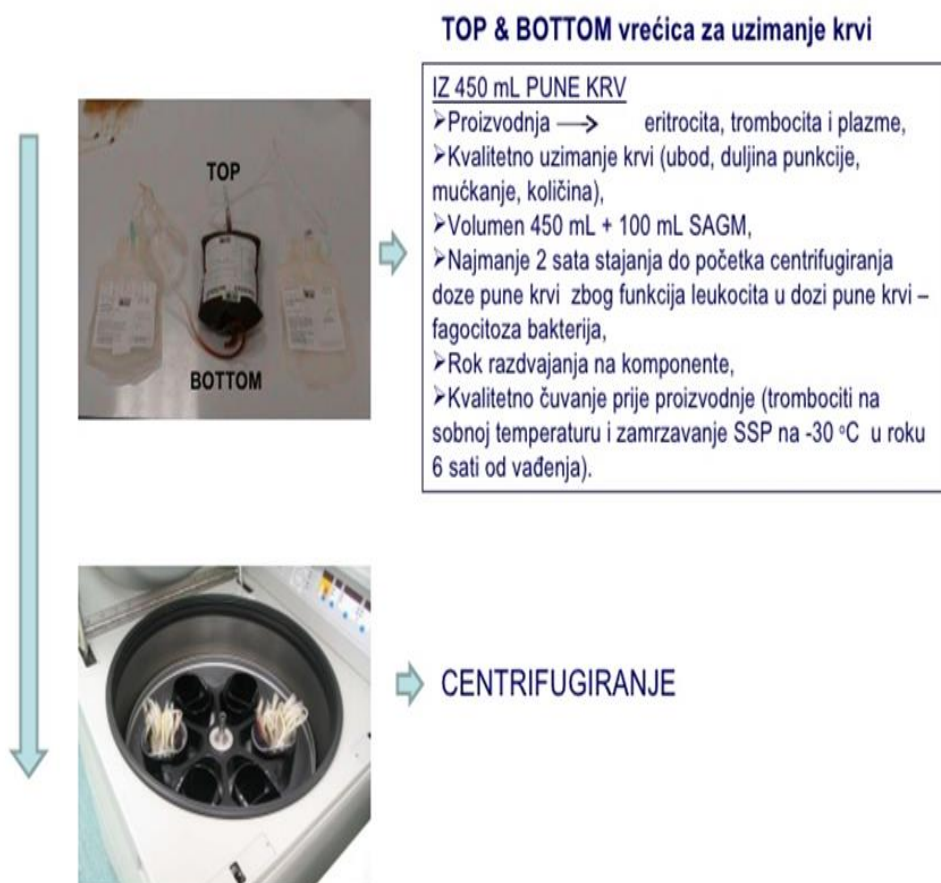 TOP & BOTTOM vrećica za uzimanje krvi
IZ 450 mL PUNE KRV
➢Proizvodnja → eritrocita, trombocita i plazme,
➢Kvalitetno uzimanje krvi (ubod, duljina punkcije,
mućkanje, količina),
➢Volumen 450 mL + 100 mL SAGM,
➢Najmanje 2 sata stajanja do početka centrifugiranja
doze pune krvi zbog funkcija leukocita u dozi pune krvi –
fagocitoza bakterija,
➢Rok razdvajanja na komponente,
➢Kvalitetno čuvanje prije proizvodnje (trombociti na
sobnoj temperaturu i zamrzavanje SSP na -30 °C u roku
6 sati od vađenja).
TOP
BOTTOM
CENTRIFUGIRANJE